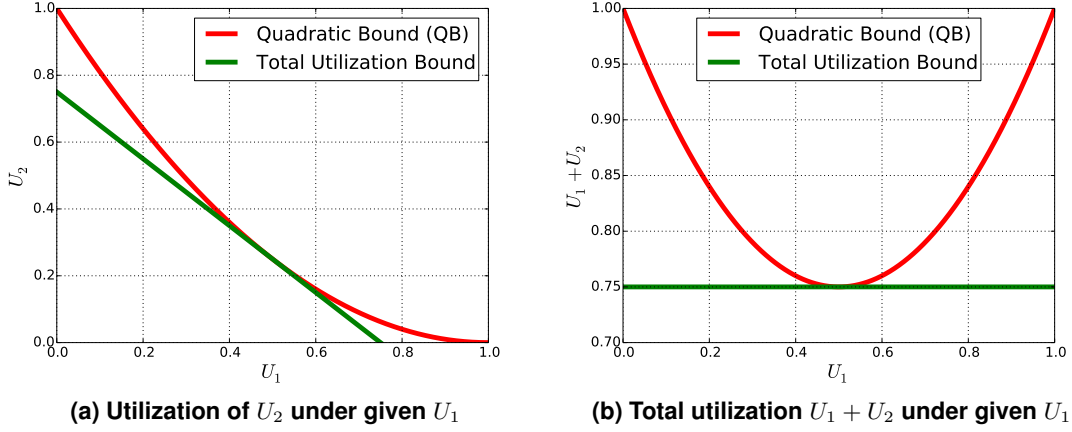 1.0
0.8
0.6
0.4
0.2
0.0
0.0 0.2 0.4 0.6 0.8 1.0
U₂
U₁
Quadratic Bound (QB)
Total Utilization Bound
(a) Utilization of U₂ under given U₁
1.00
0.95
0.90
0.85
0.80
0.75
0.70
0.0 0.2 0.4 0.6 0.8 1.0
U₁ + U₂
U₁
Quadratic Bound (QB)
Total Utilization Bound
(b) Total utilization U₁ + U₂ under given U₁